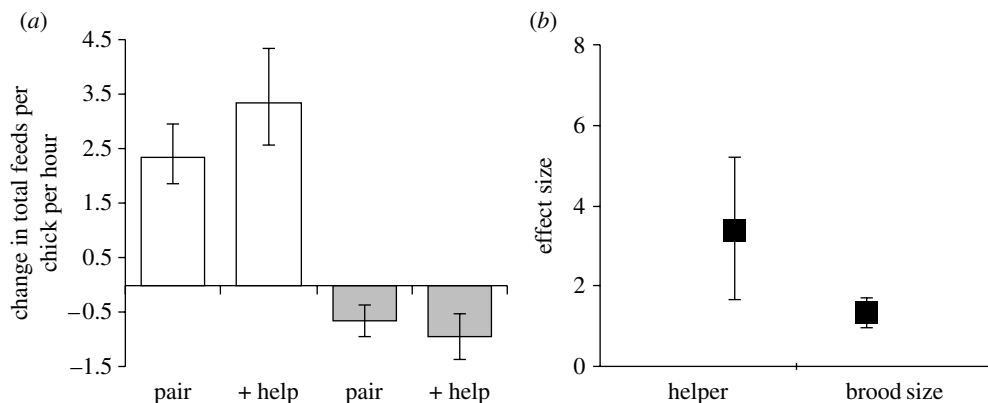 (a)
4.5
3.5
2.5
1.5
0.5
–0.5
–1.5
change in total feeds per
chick per hour
pair
+ help
pair
+ help
(b)
8
6
4
2
0
effect size
helper
brood size